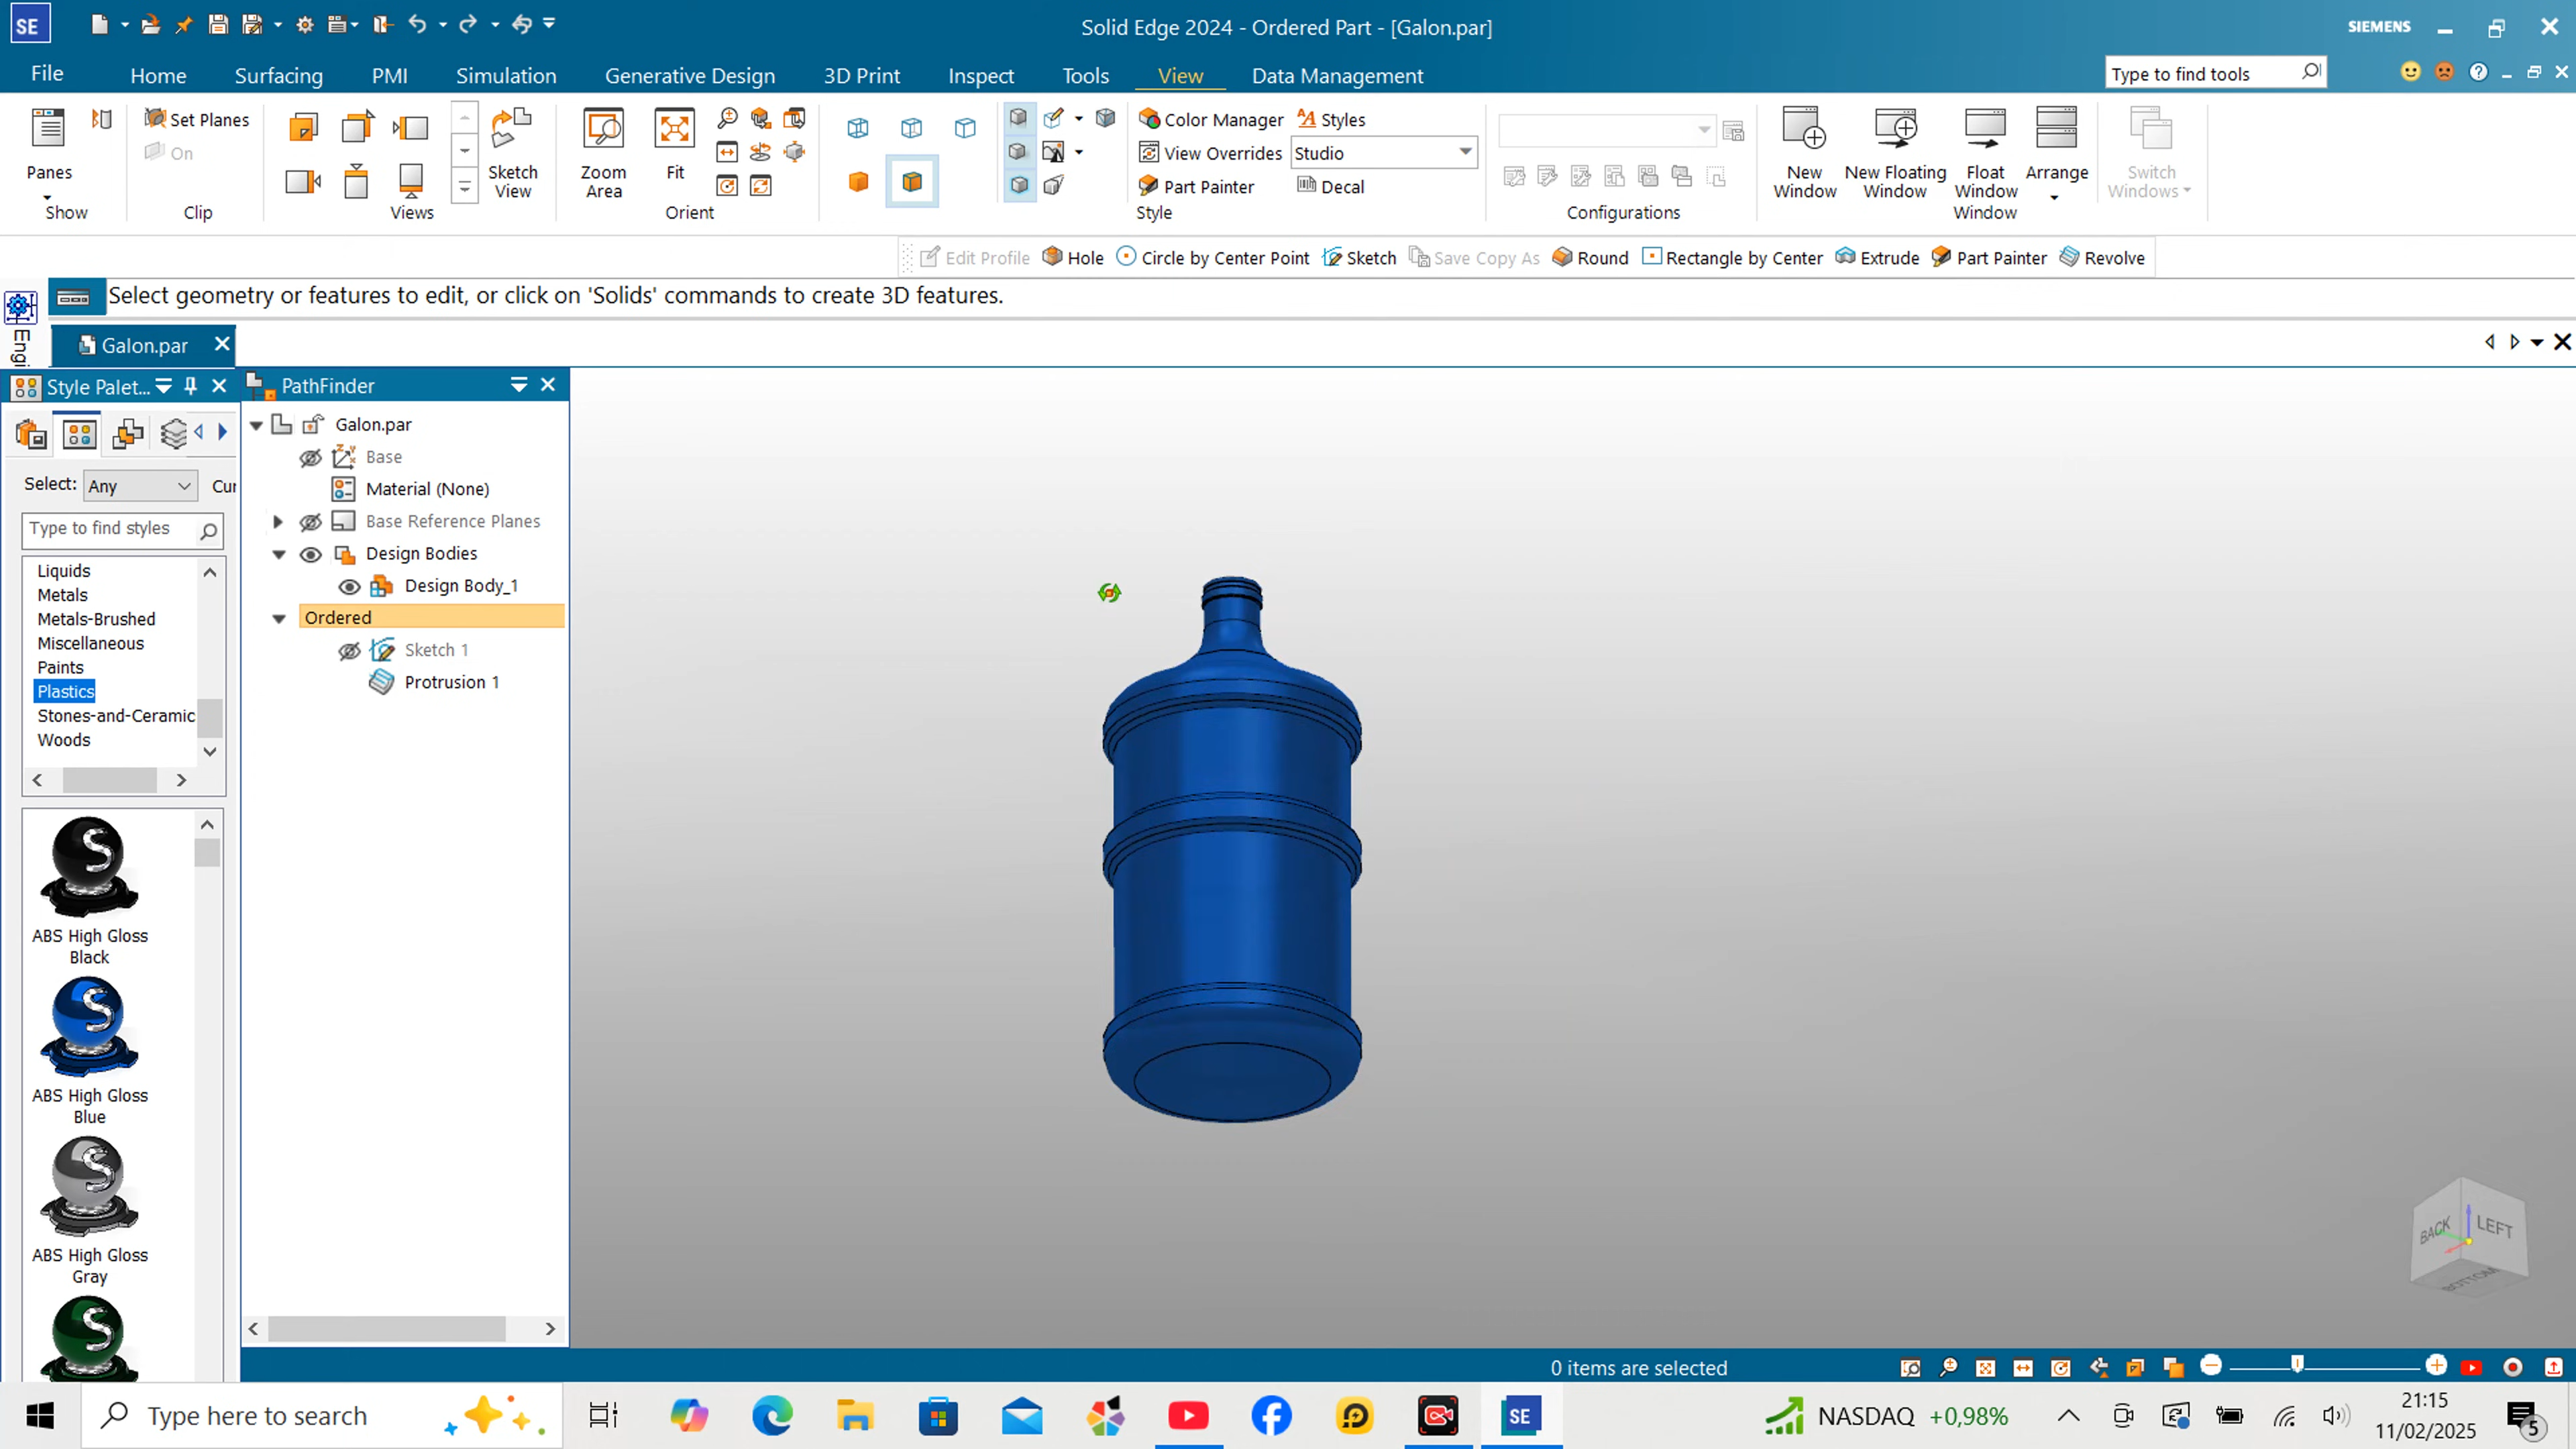 SE
Solid Edge 2024 - Ordered Part - [Galon.par]
SIEMENS
File Home Surfacing PMI Simulation Generative Design 3D Print Inspect Tools View Data Management
Type to find tools
Panes
Show
Set Planes
On
Clip
Views
Sketch View
Zoom Area
Fit
Orient
Color Manager
Styles
View Overrides
Studio
Part Painter
Decal
Style
Configurations
New Window
New Floating Window
Float Window
Arrange
Window
Switch Windows
Edit Profile Hole Circle by Center Point Sketch Save Copy As Round Rectangle by Center Extrude Part Painter Revolve
Select geometry or features to edit, or click on 'Solids' commands to create 3D features.
Engi
Galon.par
Style Palet...
PathFinder
Select: Any Cur
Type to find styles
Liquids
Metals
Metals-Brushed
Miscellaneous
Paints
Plastics
Stones-and-Ceramic
Woods
ABS High Gloss
Black
ABS High Gloss
Blue
ABS High Gloss
Gray
Galon.par
Base
Material (None)
Base Reference Planes
Design Bodies
Design Body_1
Ordered
Sketch 1
Protrusion 1
BACK
LEFT
BOTTOM
0 items are selected
Type here to search
SE
NASDAQ +0,98%
21:15
11/02/2025
5